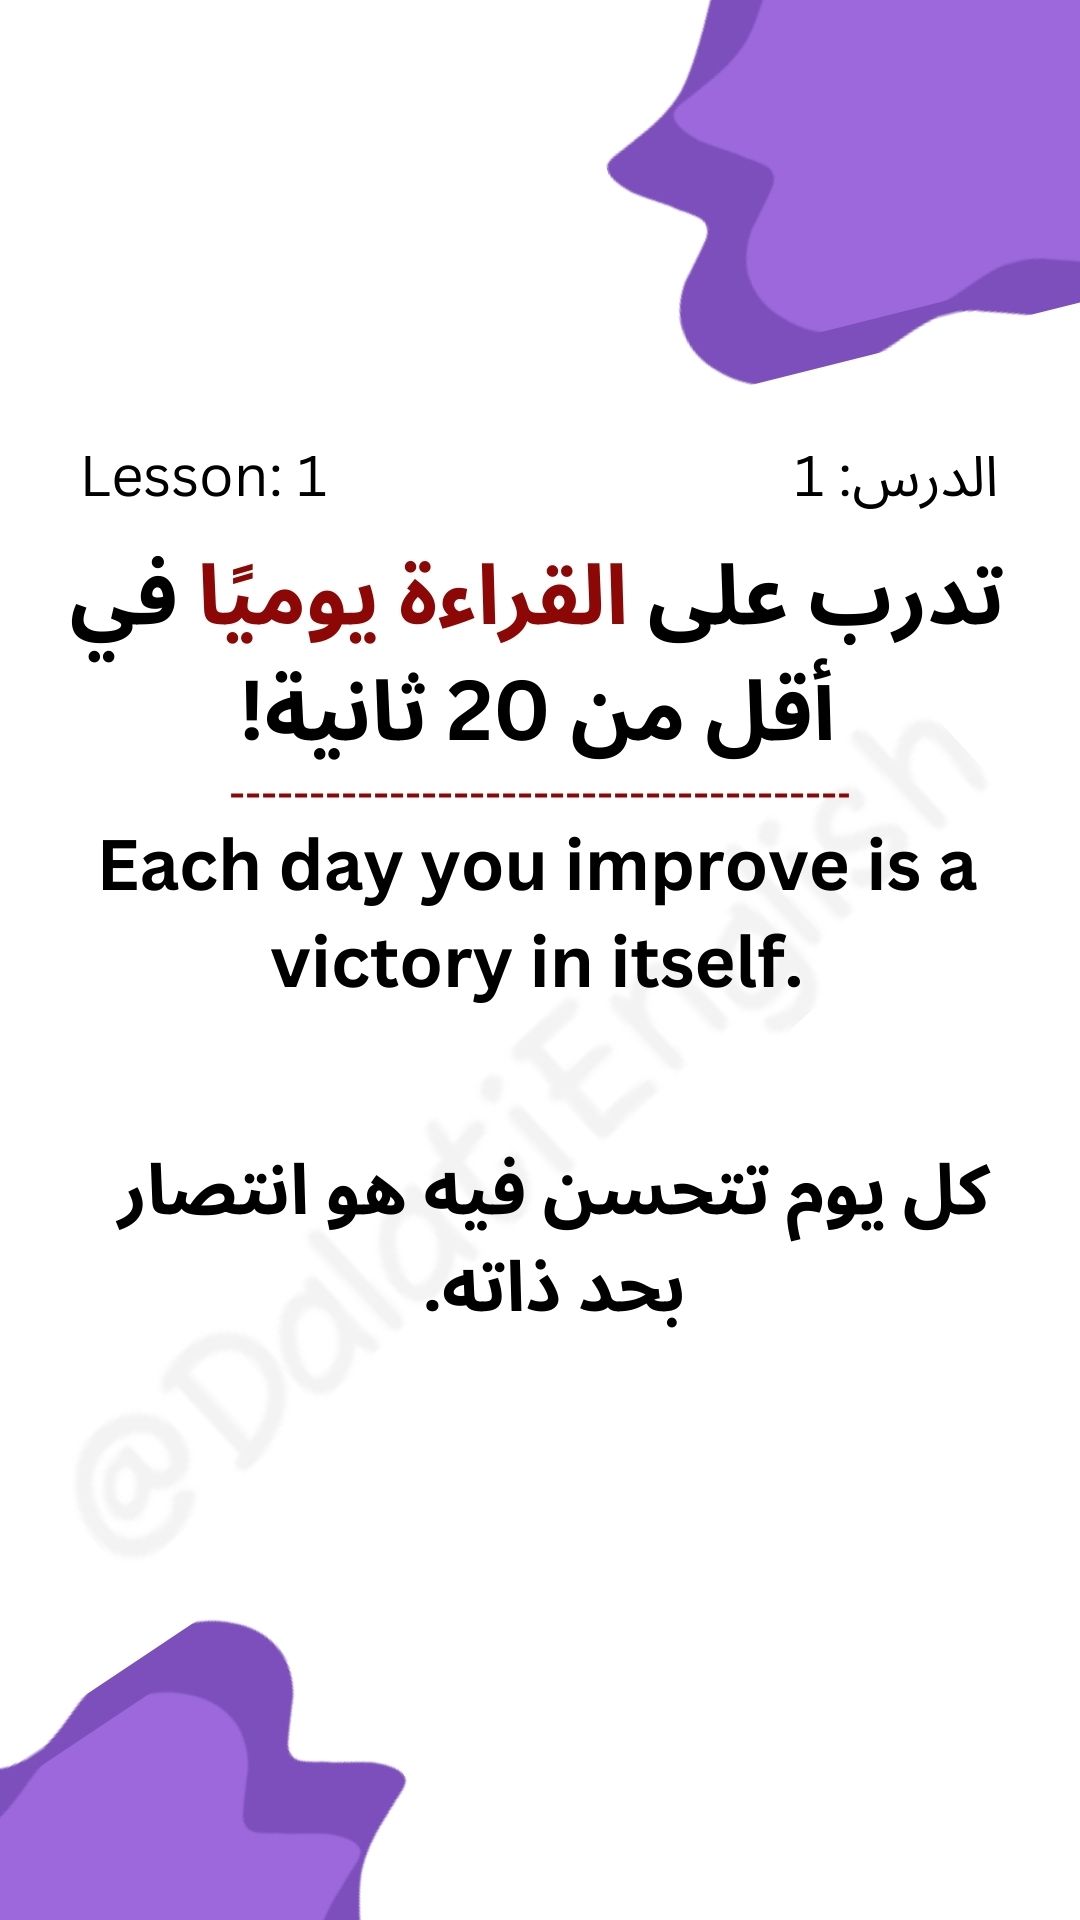 Lesson: 1
الدرس: 1
تدرب على القراءة يوميًا في
أقل من 20 ثانية!
--------------------------------------
Each day you improve is a
victory in itself.
كل يوم تتحسن فيه هو انتصار
بحد ذاته.
@DalatiEnglish